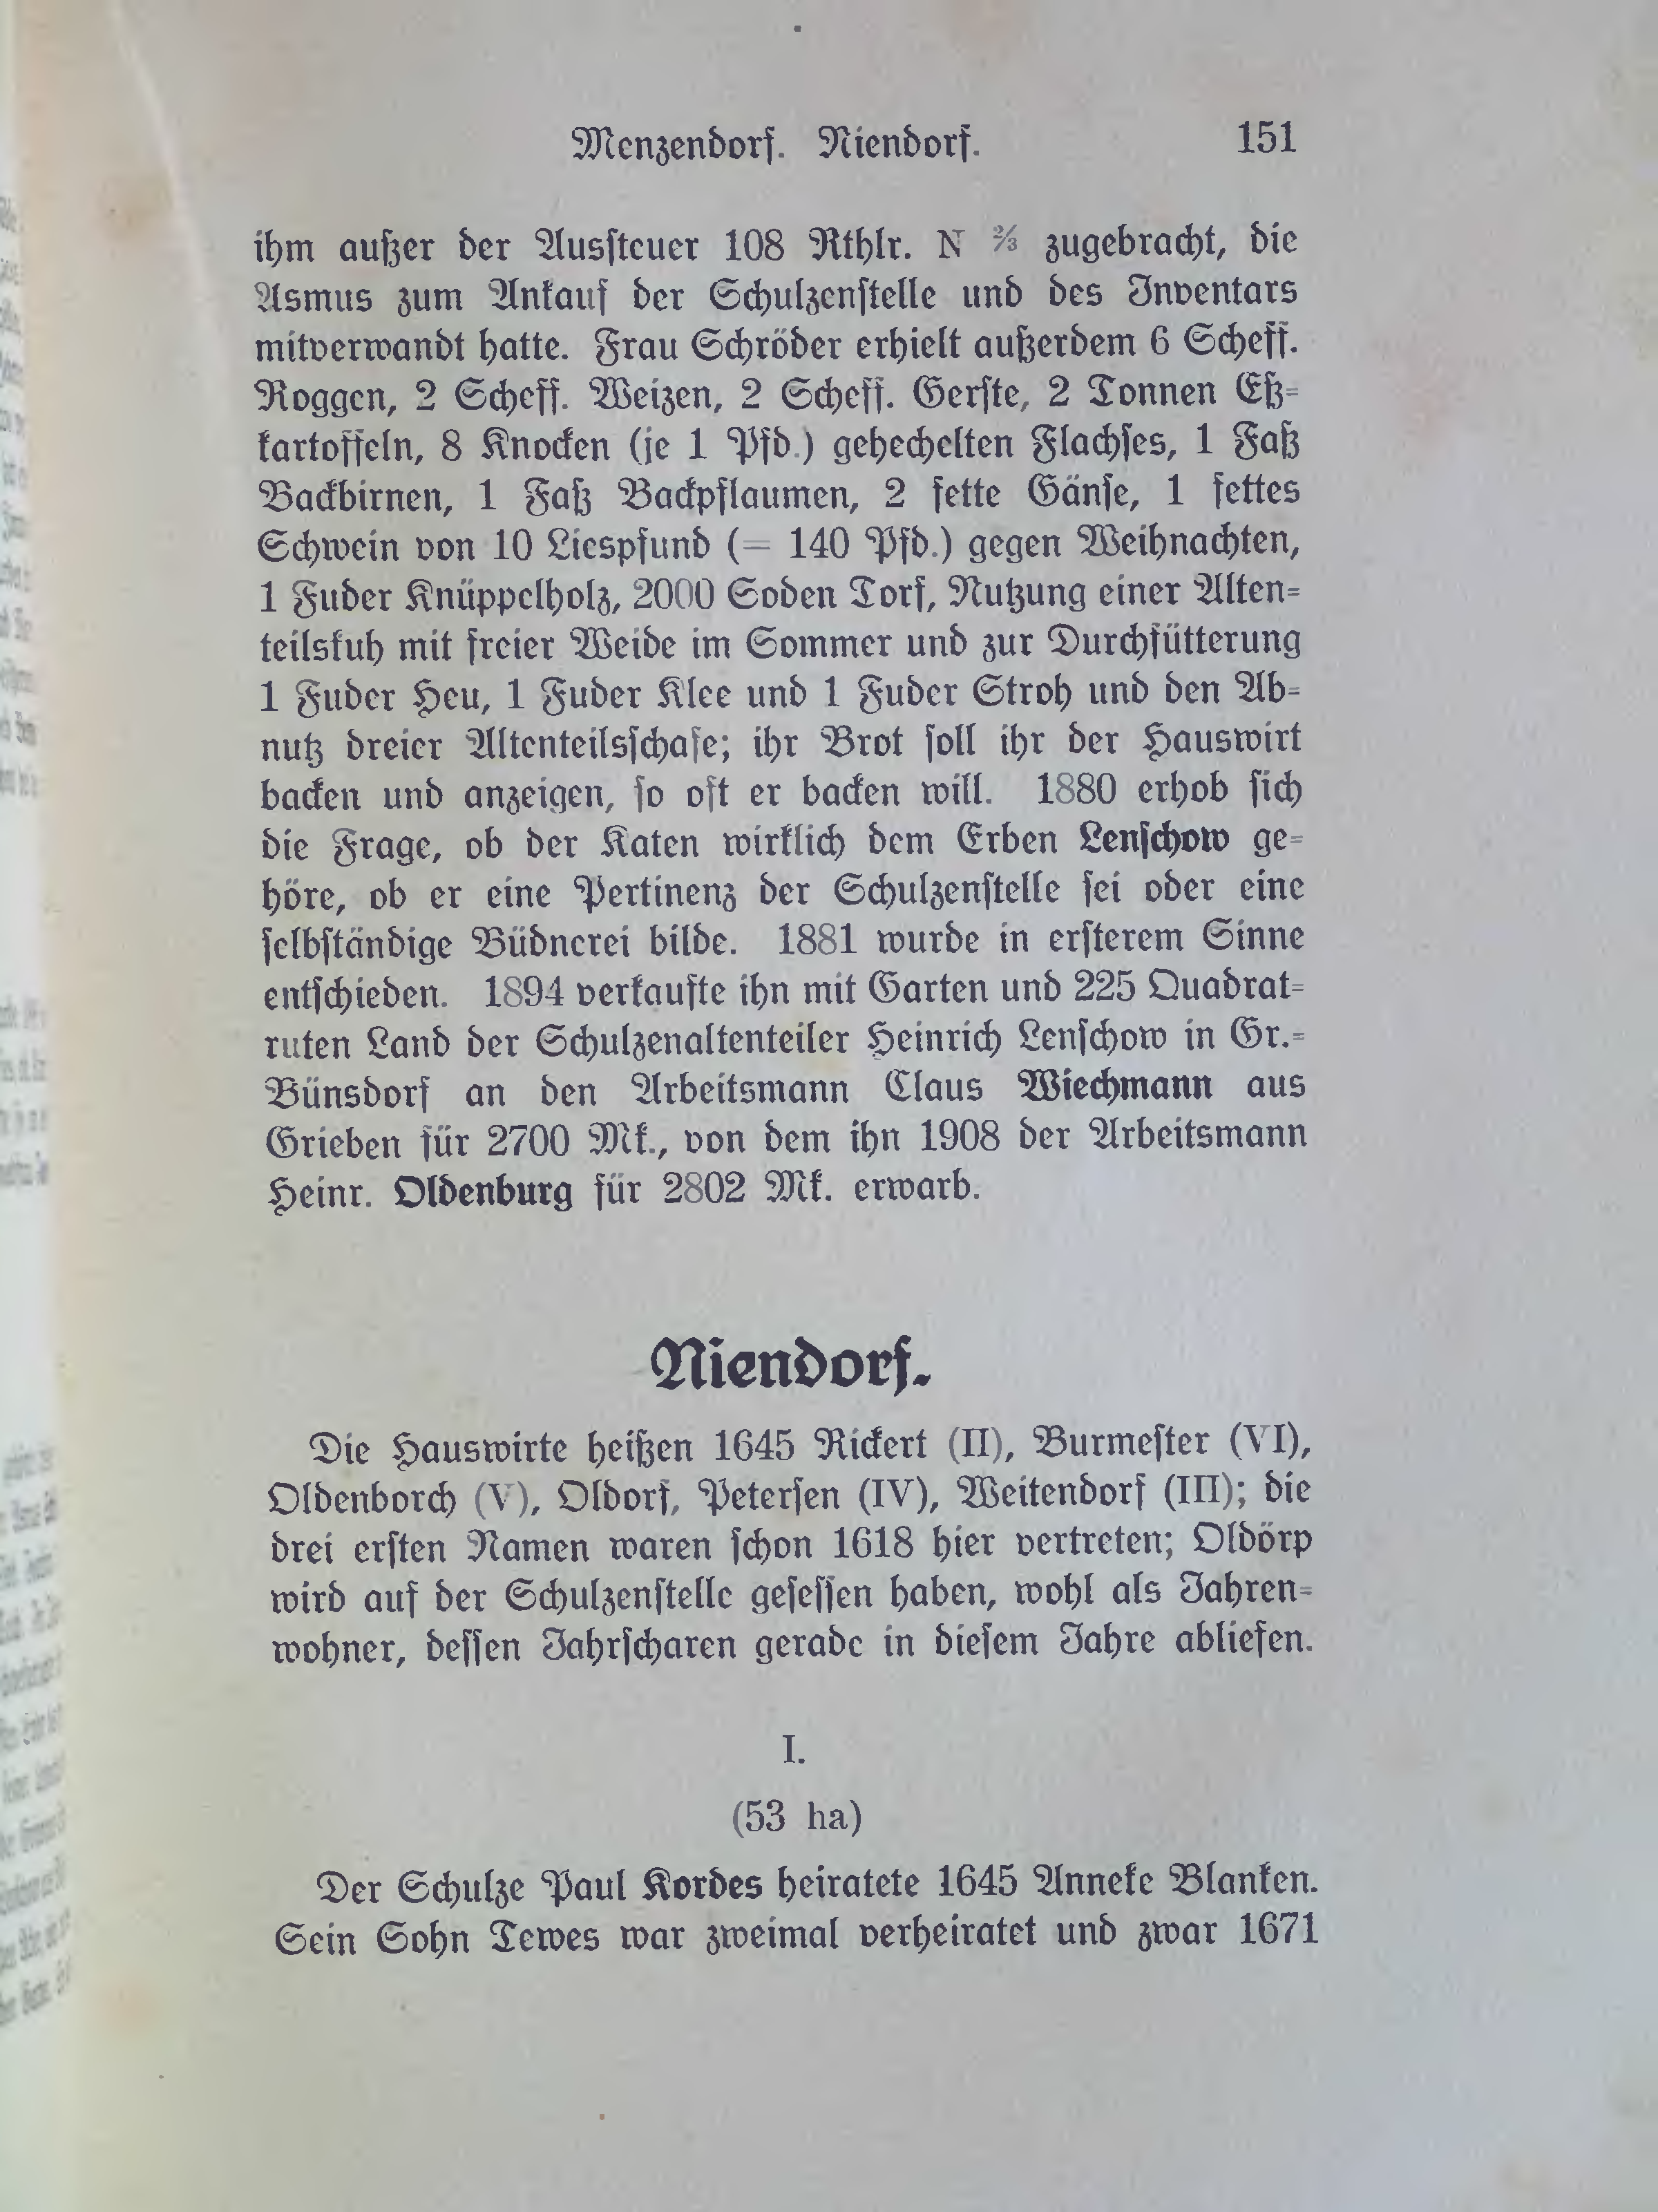 Menzendorf. Niendorf. 151
ihm außer der Aussteuer 108 Rthlr. N ⅔ zugebracht, die
Asmus zum Ankauf der Schulzenstelle und des Inventars
mitverwandt hatte. Frau Schröder erhielt außerdem 6 Scheff.
Roggen, 2 Scheff. Weizen, 2 Scheff. Gerste, 2 Tonnen Eß-
kartoffeln, 8 Knocken (je 1 Pfd.) gehechelten Flachses, 1 Faß
Backbirnen, 1 Faß Backpflaumen, 2 fette Gänse, 1 fettes
Schwein von 10 Liespfund (= 140 Pfd.) gegen Weihnachten,
1 Fuder Knüppelholz, 2000 Soden Torf, Nutzung einer Alten-
teilskuh mit freier Weide im Sommer und zur Durchfütterung
1 Fuder Heu, 1 Fuder Klee und 1 Fuder Stroh und den Ab-
nutz dreier Altenteilsschafe; ihr Brot soll ihr der Hauswirt
backen und anzeigen, so oft er backen will. 1880 erhob sich
die Frage, ob der Katen wirklich dem Erben Lenschow ge-
höre, ob er eine Pertinenz der Schulzenstelle sei oder eine
selbständige Büdnerei bilde. 1881 wurde in ersterem Sinne
entschieden. 1894 verkaufte ihn mit Garten und 225 Quadrat-
ruten Land der Schulzenaltenteiler Heinrich Lenschow in Gr.-
Bünsdorf an den Arbeitsmann Claus Wiechmann aus
Grieben für 2700 Mk., von dem ihn 1908 der Arbeitsmann
Heinr. Oldenburg für 2802 Mk. erwarb.
Niendorf.
Die Hauswirte heißen 1645 Rickert (II), Burmester (VI),
Oldenborch (V), Oldorf, Petersen (IV), Weitendorf (III); die
drei ersten Namen waren schon 1618 hier vertreten; Oldörp
wird auf der Schulzenstelle gesessen haben, wohl als Jahren-
wohner, dessen Jahrscharen gerade in diesem Jahre abliefen.
I.
(53 ha)
Der Schulze Paul Kordes heiratete 1645 Anneke Blanken.
Sein Sohn Tewes war zweimal verheiratet und zwar 1671